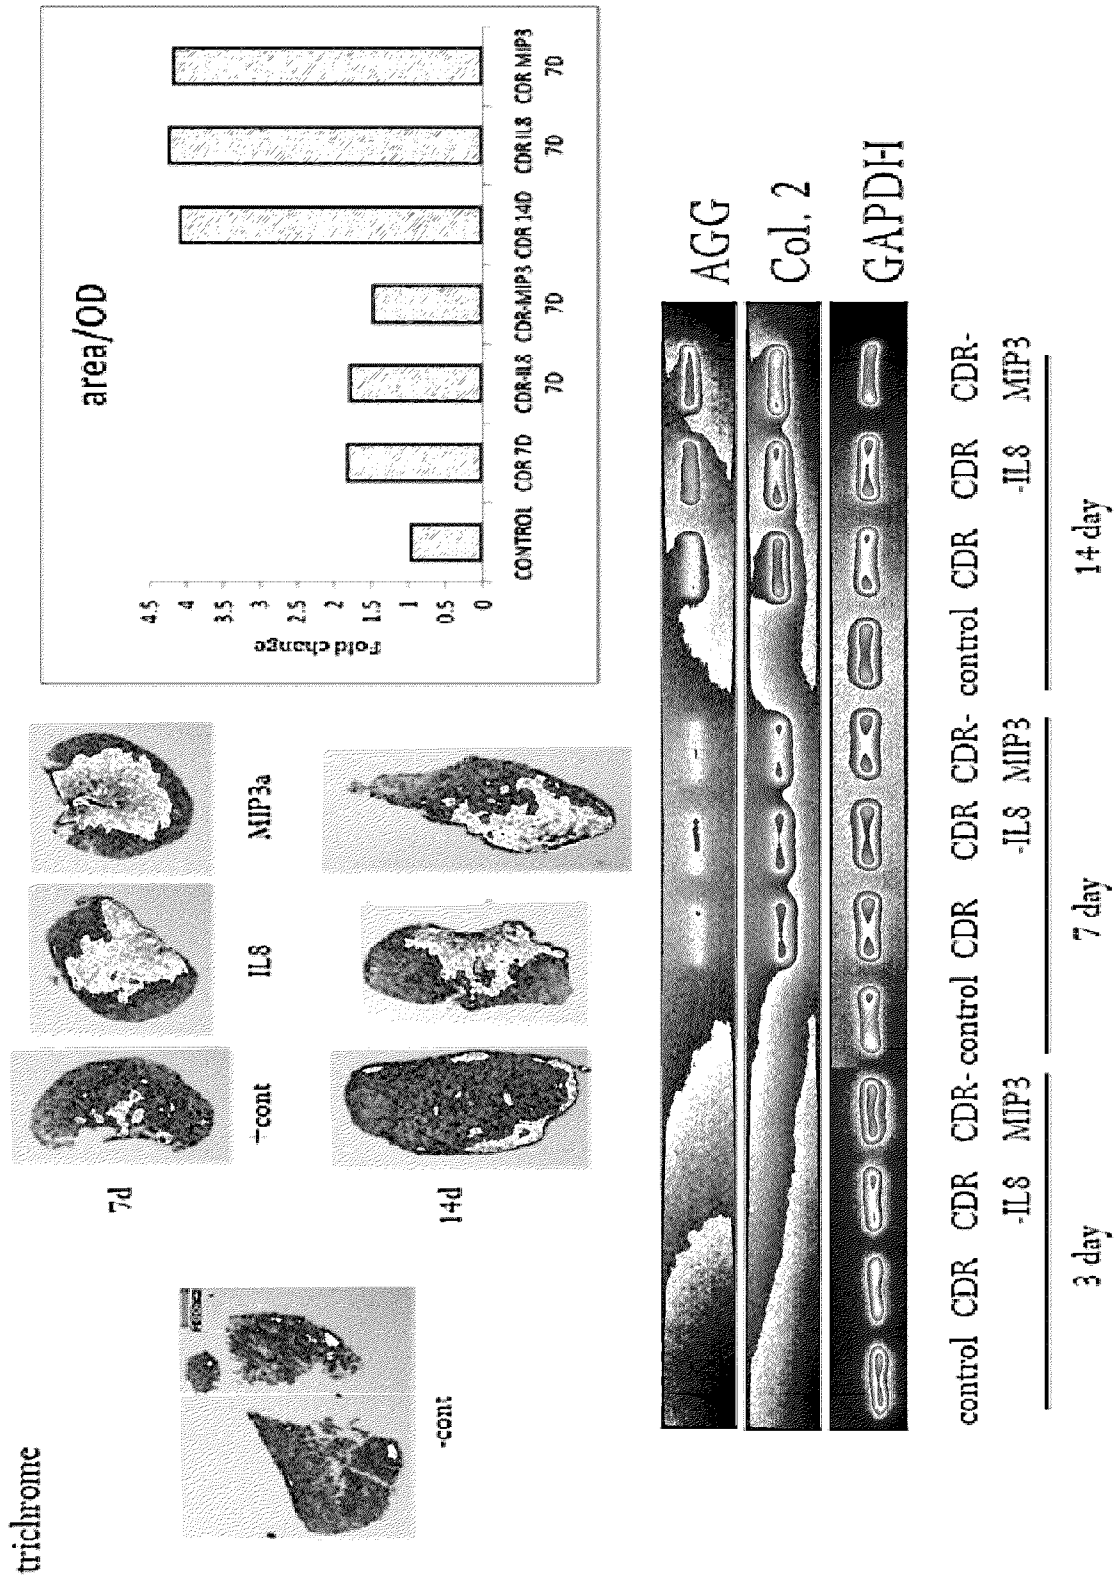 trichrome
-cont
7d
14d
+cont
IL8
MIP3a
area/OD
Fold change
4.5
4
3.5
3
2.5
2
1.5
1
0.5
0
CONTROL
CDR 7D
CDR-IL8
7D
CDR-MIP3
7D
CDR 14D
CDR IL8
7D
CDR MIP3
7D
AGG
Col. 2
GAPDH
control CDR CDR CDR- control CDR CDR CDR- control CDR CDR CDR-
-IL8 MIP3 -IL8 MIP3 -IL8 MIP3
3 day 7 day 14 day